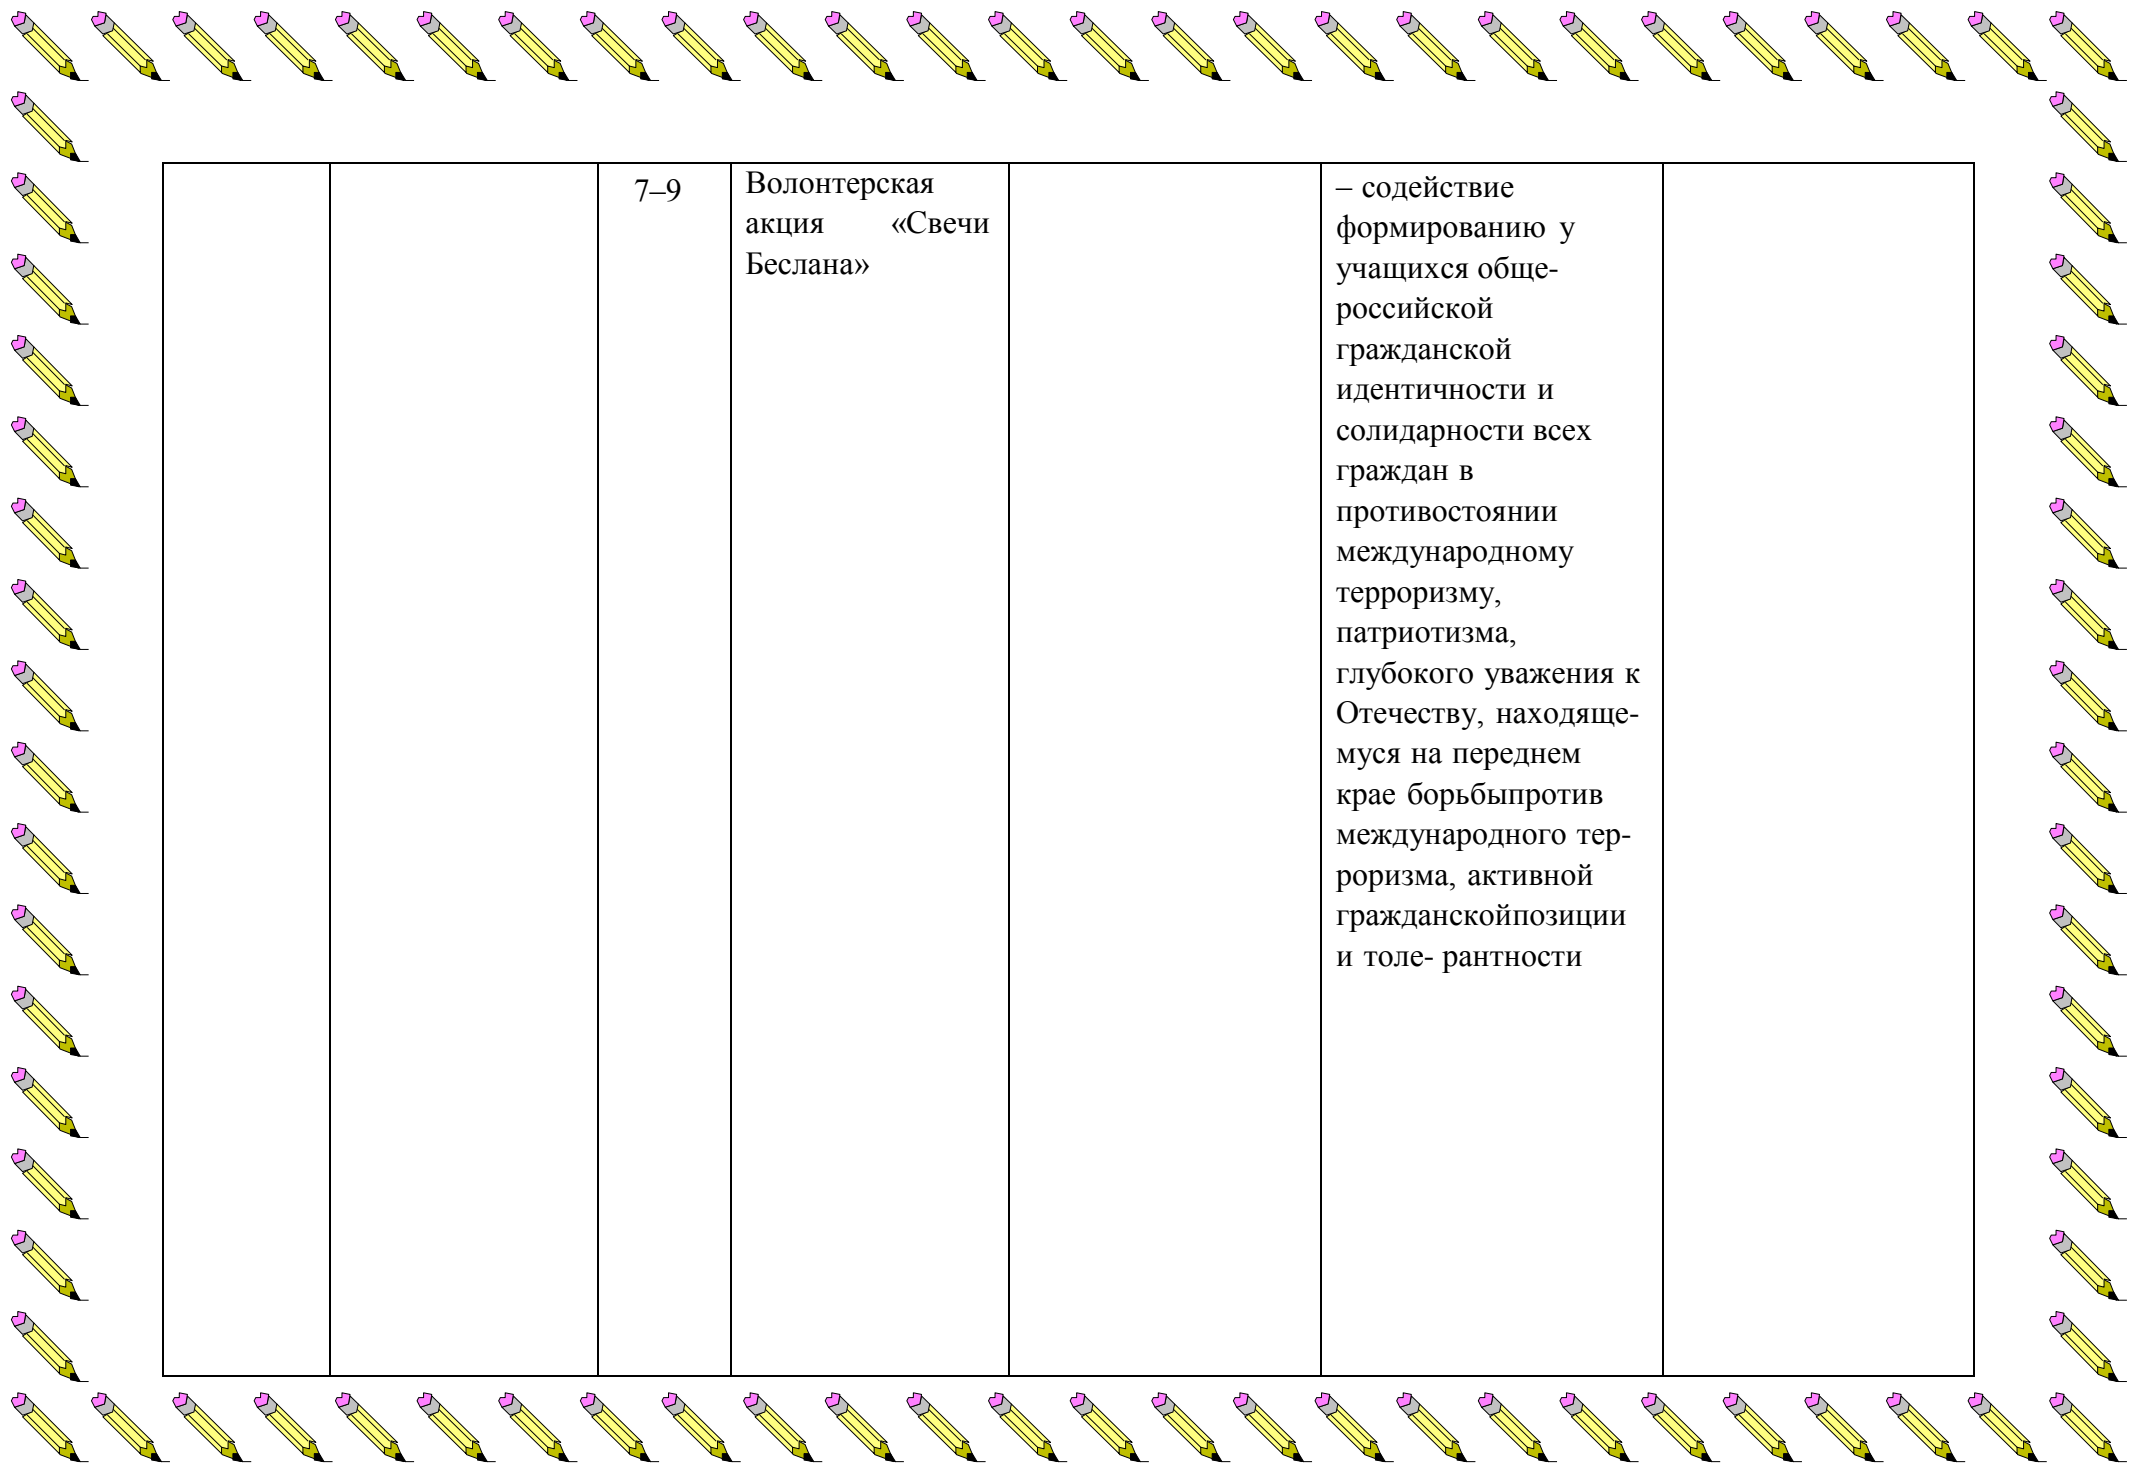 7–9
Волонтерская
акция «Свечи
Беслана»
– содействие
формированию у
учащихся обще-
российской
гражданской
идентичности и
солидарности всех
граждан в
противостоянии
международному
терроризму,
патриотизма,
глубокого уважения к
Отечеству, находяще-
муся на переднем
крае борьбыпротив
международного тер-
роризма, активной
гражданскойпозиции
и толе- рантности